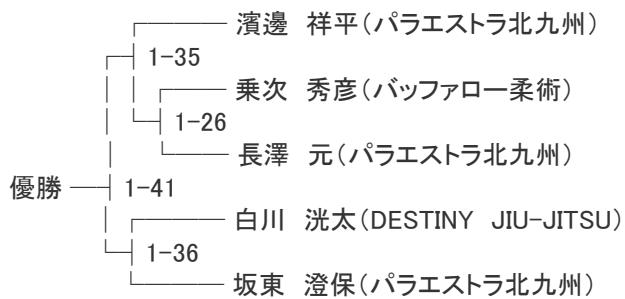 濱邊 祥平(パラエストラ北九州)
1-35
乗次 秀彦(バッファロー柔術)
1-26
長澤 元(パラエストラ北九州)
優勝 1-41
白川 洸太(DESTINY JIU-JITSU)
1-36
坂東 澄保(パラエストラ北九州)